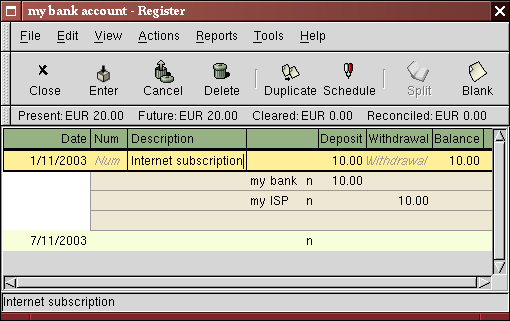 my bank account - Register
File Edit View Actions Reports Tools Help
Close Enter Cancel Delete Duplicate Schedule Split Blank
Present: EUR 20.00 Future: EUR 20.00 Cleared: EUR 0.00 Reconciled: EUR 0.00
Date Num Description Deposit Withdrawal Balance
1/11/2003 Num Internet subscription 10.00 Withdrawal 10.00
my bank n 10.00
my ISP n 10.00
7/11/2003 n
Internet subscription